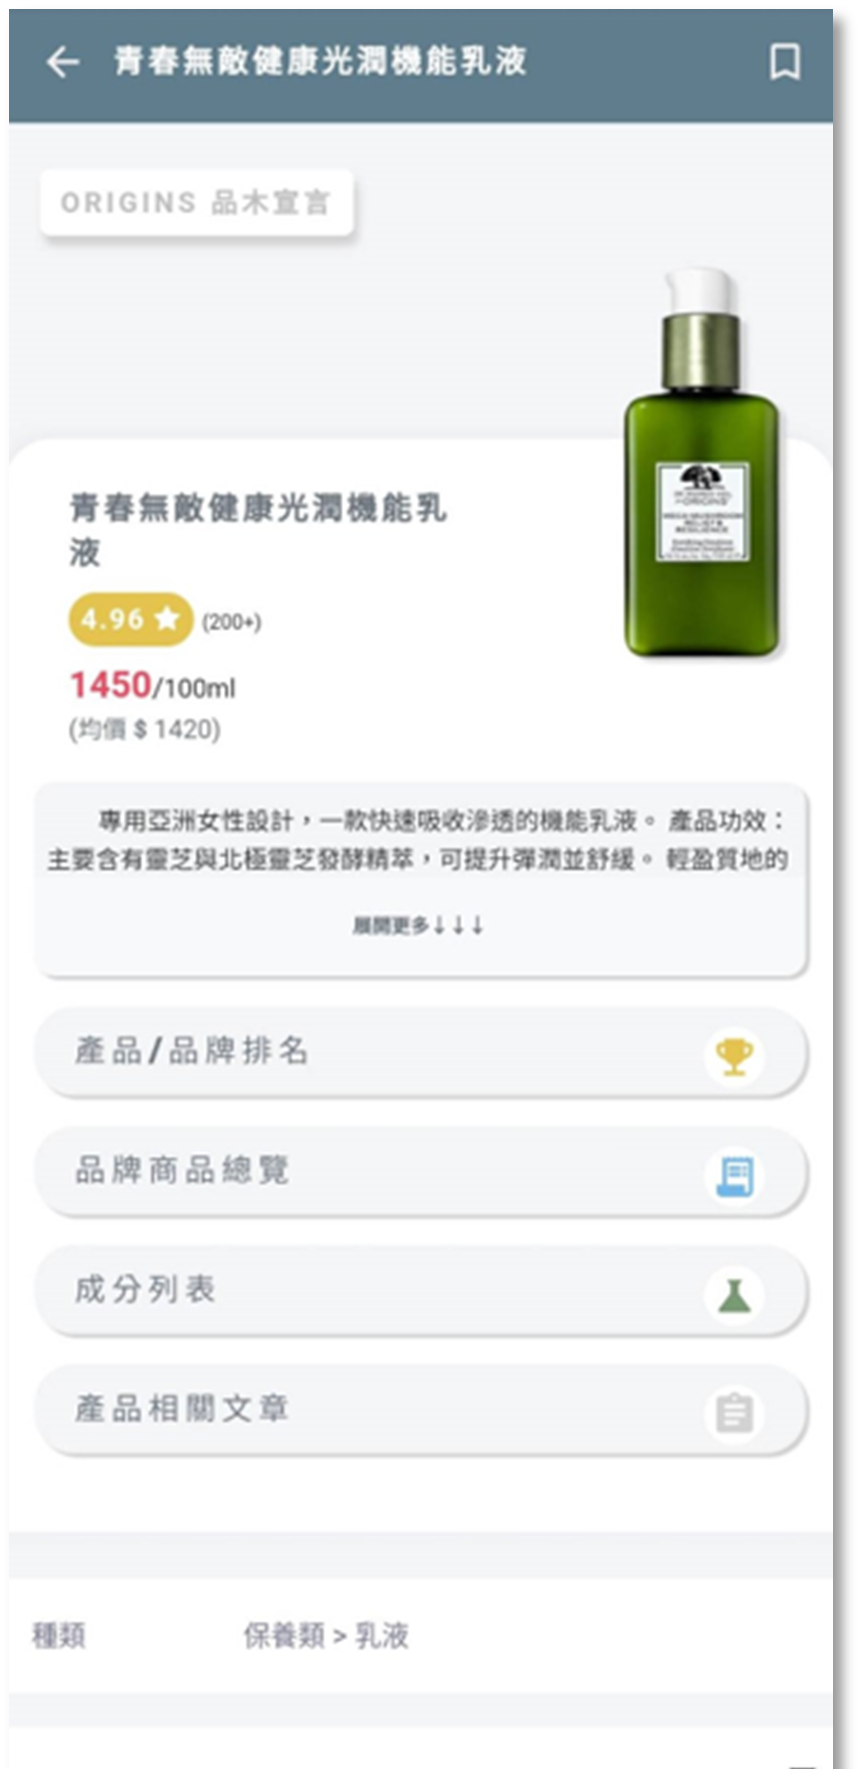 青春無敵健康光潤機能乳液
ORIGINS 品木宣言
青春無敵健康光潤機能乳
液
4.96 (200+)
1450/100ml
(均價 $ 1420)
ORIGINS
MEGA-MUSHROOM
RELIEF &
RESILIENCE
專用亞洲女性設計，一款快速吸收滲透的機能乳液。 產品功效：
主要含有靈芝與北極靈芝發酵精萃，可提升彈潤並舒緩。 輕盈質地的
展開更多↓↓↓
產品/品牌排名
品牌商品總覽
成分列表
產品相關文章
種類 保養類 > 乳液